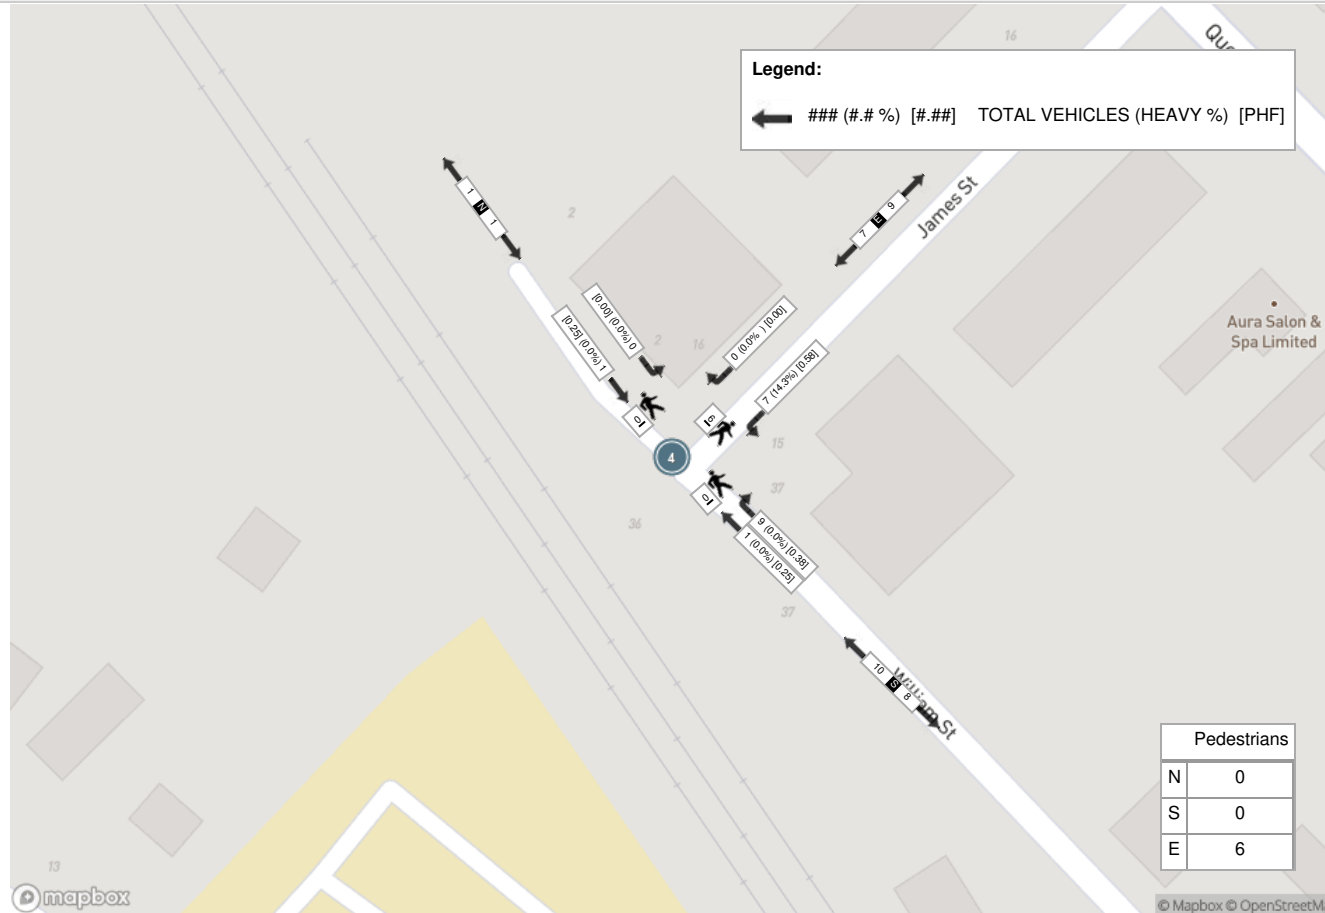 16
Que
Legend:
### (#.# %) [#.##] TOTAL VEHICLES (HEAVY %) [PHF]
James St
1 N 1
2
7 E 9
[0.00] (0.0%) 0
[0.25] (0.0%) 1
2
16
0 (0.0% ) [0.00]
7 (14.3%) [0.58]
Aura Salon &
Spa Limited
0
6
4
15
0
37
36
9 (0.0%) [0.38]
1 (0.0%) [0.25]
37
10 S 8
William St
Pedestrians
N 0
S 0
E 6
13
mapbox
© Mapbox © OpenStreetM